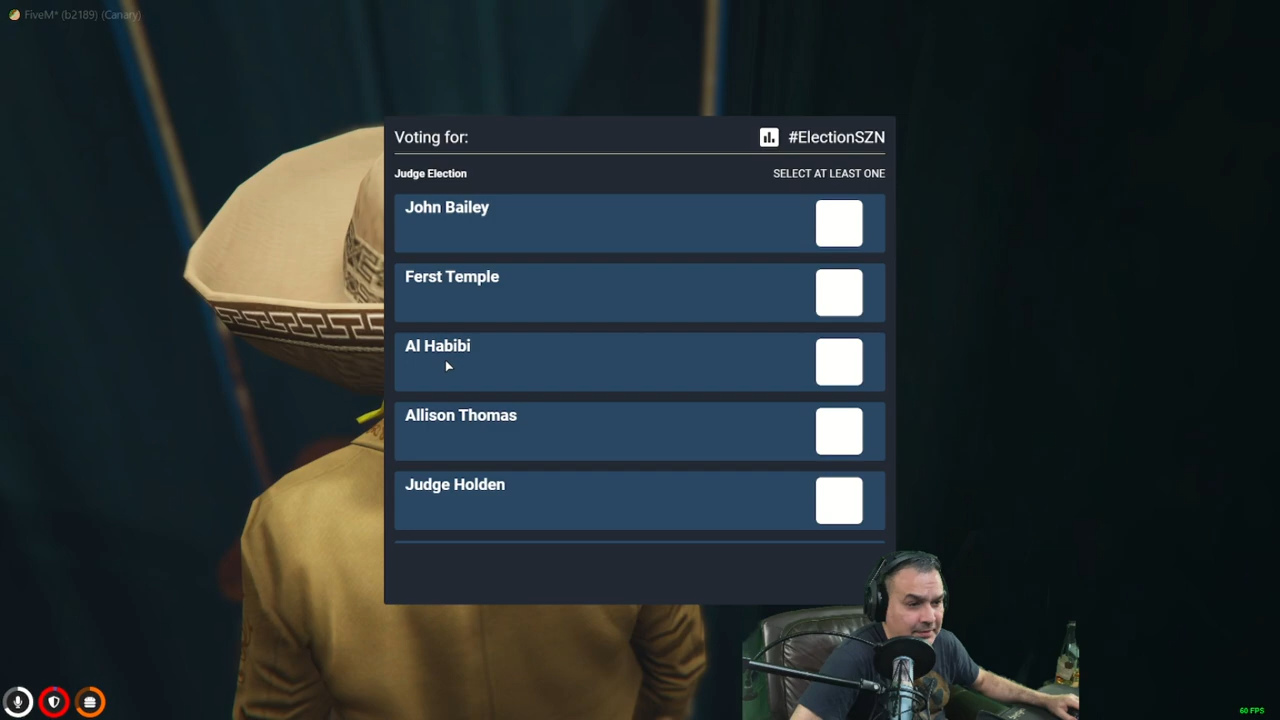 FiveM* (b2189) (Canary)
Voting for:
#ElectionSZN
Judge Election
SELECT AT LEAST ONE
John Bailey
Ferst Temple
Al Habibi
Allison Thomas
Judge Holden
60 FPS